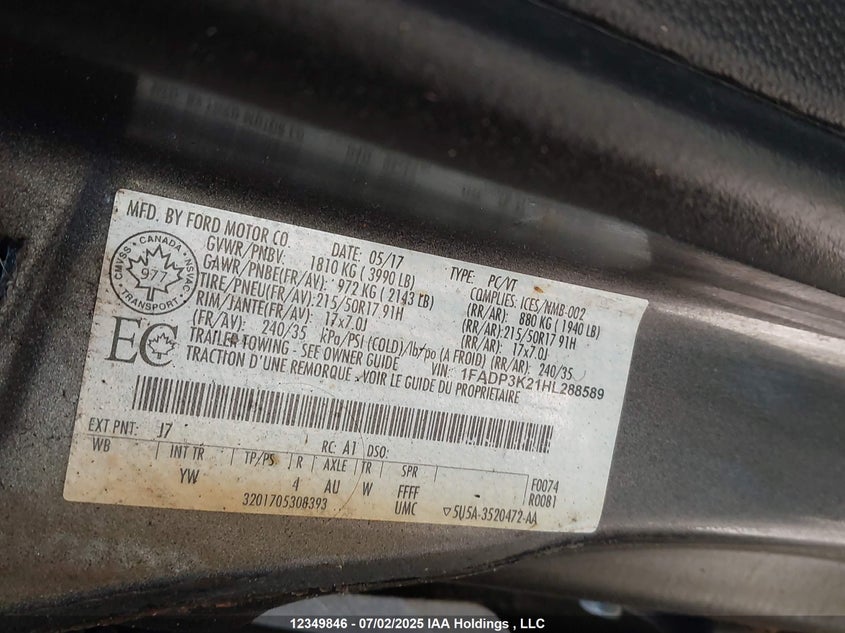 MFD. BY FORD MOTOR CO.
DATE: 05/17 TYPE: PC/VT
GVWR/PNBV: 1810 KG ( 3990 LB) COMPLIES: ICES/NMB-002
GAWR/PNBE(FR/AV): 972 KG ( 2143 LB) (RR/AR): 880 KG ( 1940 LB)
TIRE/PNEU(FR/AV):215/50R17 91H (RR/AR):215/50R17 91H
RIM/JANTE(FR/AV): 17x7.0J (RR/AR): 17x7.0J
(FR/AV): 240/35 kPa/PSI(COLD)/lb/po (A FROID) (RR/AR): 240/35
TRAILER TOWING - SEE OWNER GUIDE VIN: 1FADP3K21HL288589
TRACTION D'UNE REMORQUE - VOIR LE GUIDE DU PROPRIÉTAIRE
CANADA
CMVSS 977 NSVAC
TRANSPORT
EC
EXT PNT: J7 RC: A1 DSO:
WB INT TR TP/PS R AXLE TR SPR F0074
YW 4 AU W FFFF R0081
3201705308393 UMC ▽5U5A-3520472-AA
12349846 - 07/02/2025 IAA Holdings , LLC